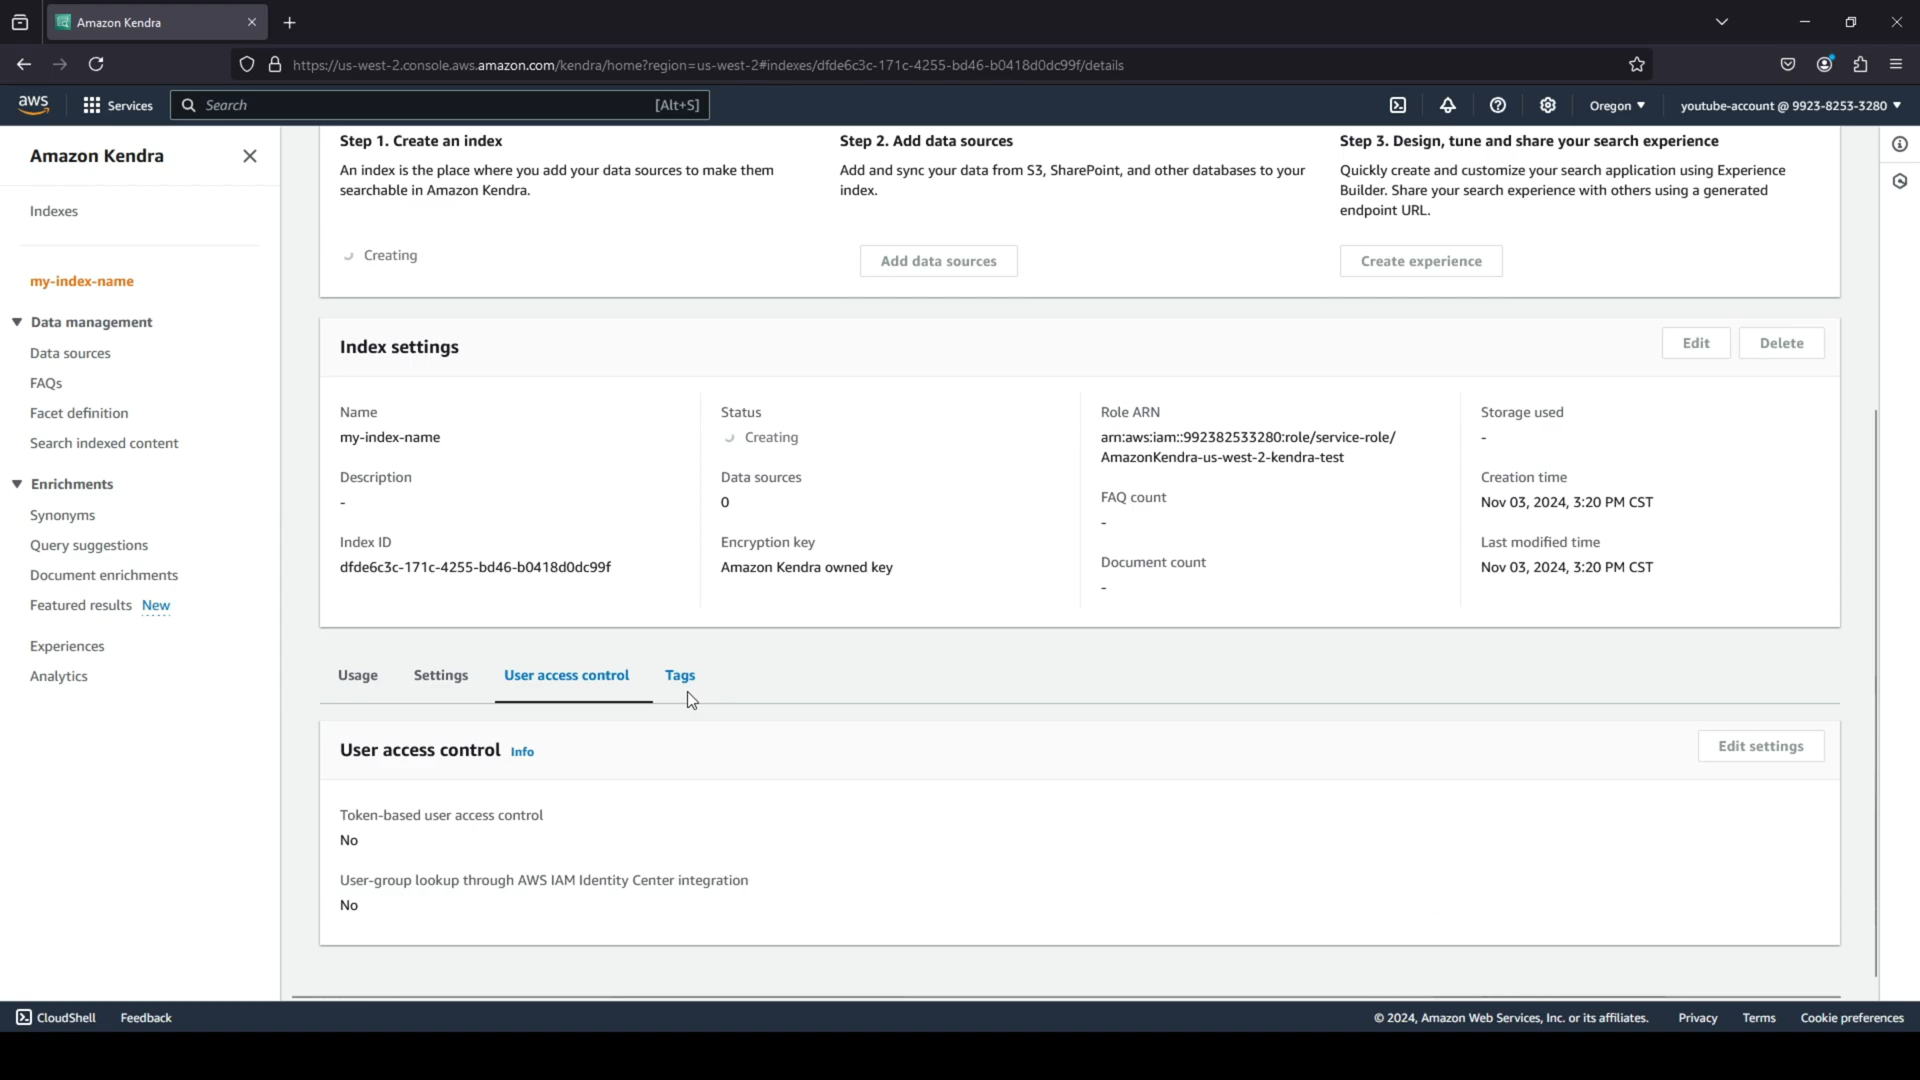 Amazon Kendra
https://us-west-2.console.aws.amazon.com/kendra/home?region=us-west-2#indexes/dfde6c3c-171c-4255-bd46-b0418d0dc99f/details
aws Services Search [Alt+S] Oregon youtube-account @ 9923-8253-3280
Amazon Kendra
Indexes
my-index-name
Data management
Data sources
FAQs
Facet definition
Search indexed content
Enrichments
Synonyms
Query suggestions
Document enrichments
Featured results New
Experiences
Analytics
Step 1. Create an index
An index is the place where you add your data sources to make them
searchable in Amazon Kendra.
Creating
Step 2. Add data sources
Add and sync your data from S3, SharePoint, and other databases to your
index.
Add data sources
Step 3. Design, tune and share your search experience
Quickly create and customize your search application using Experience
Builder. Share your search experience with others using a generated
endpoint URL.
Create experience
Index settings
Edit Delete
Name
my-index-name
Description
-
Index ID
dfde6c3c-171c-4255-bd46-b0418d0dc99f
Status
Creating
Data sources
0
Encryption key
Amazon Kendra owned key
Role ARN
arn:aws:iam::992382533280:role/service-role/
AmazonKendra-us-west-2-kendra-test
FAQ count
-
Document count
-
Storage used
-
Creation time
Nov 03, 2024, 3:20 PM CST
Last modified time
Nov 03, 2024, 3:20 PM CST
Usage Settings User access control Tags
User access control Info
Edit settings
Token-based user access control
No
User-group lookup through AWS IAM Identity Center integration
No
CloudShell Feedback © 2024, Amazon Web Services, Inc. or its affiliates. Privacy Terms Cookie preferences